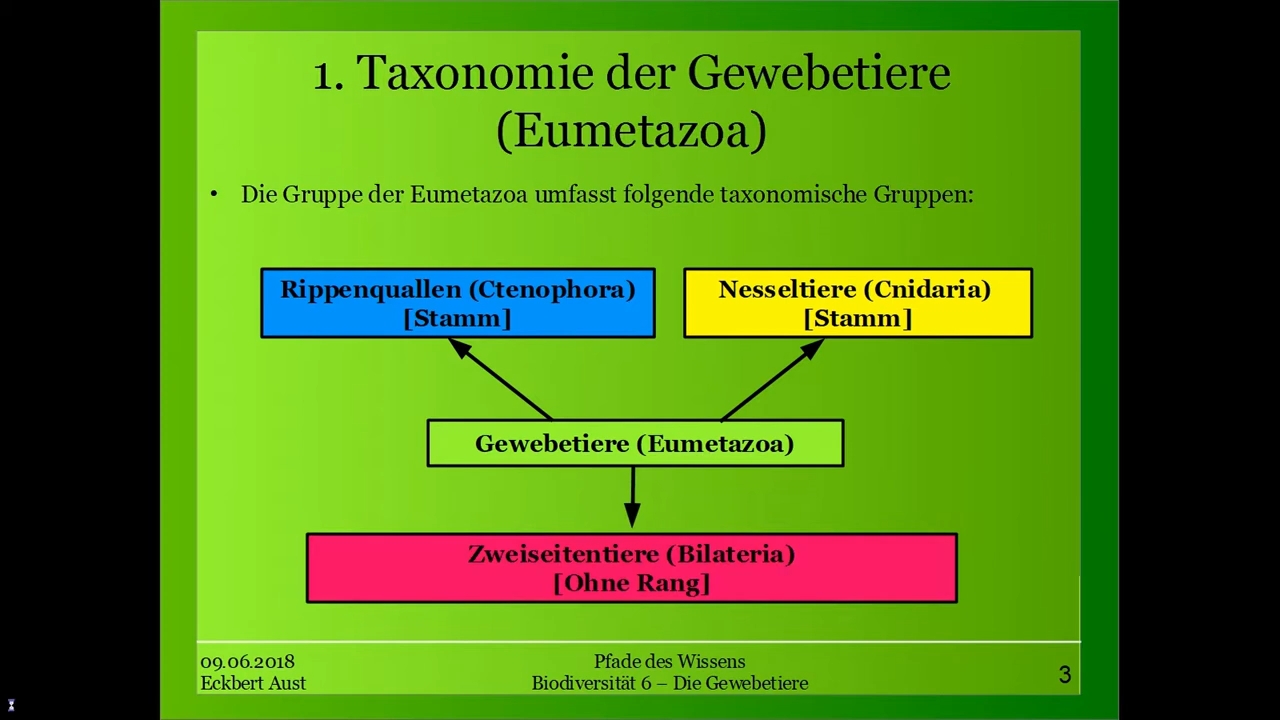 1. Taxonomie der Gewebetiere
(Eumetazoa)
• Die Gruppe der Eumetazoa umfasst folgende taxonomische Gruppen:
Rippenquallen (Ctenophora)
[Stamm]
Nesseltiere (Cnidaria)
[Stamm]
Gewebetiere (Eumetazoa)
Zweiseitentiere (Bilateria)
[Ohne Rang]
09.06.2018
Eckbert Aust
Pfade des Wissens
Biodiversität 6 – Die Gewebetiere
3